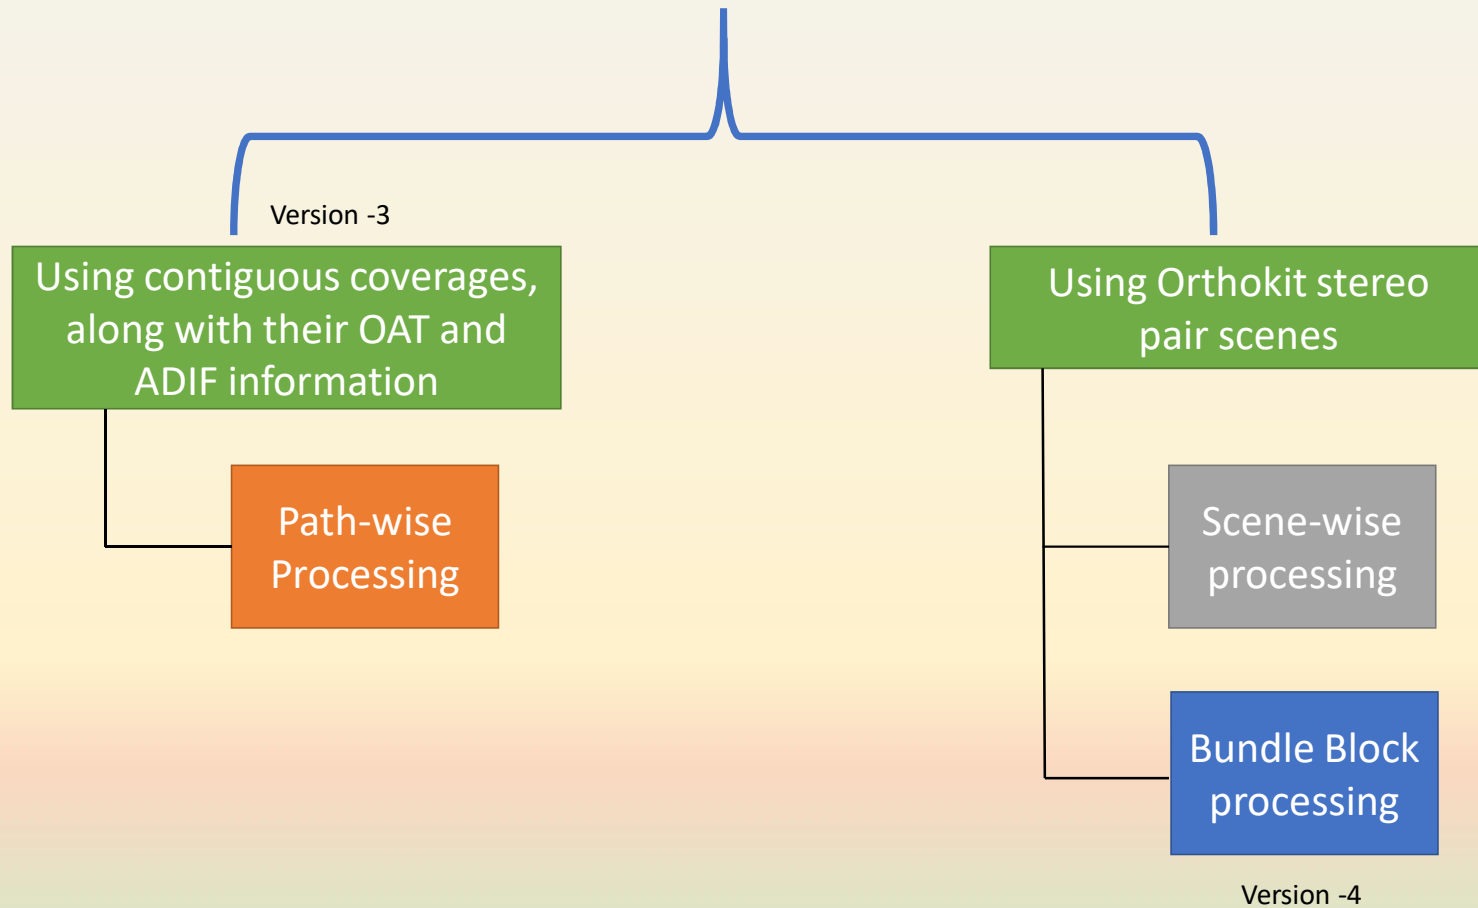 Version -3
Using contiguous coverages,
along with their OAT and
ADIF information
Path-wise
Processing
Using Orthokit stereo
pair scenes
Scene-wise
processing
Bundle Block
processing
Version -4